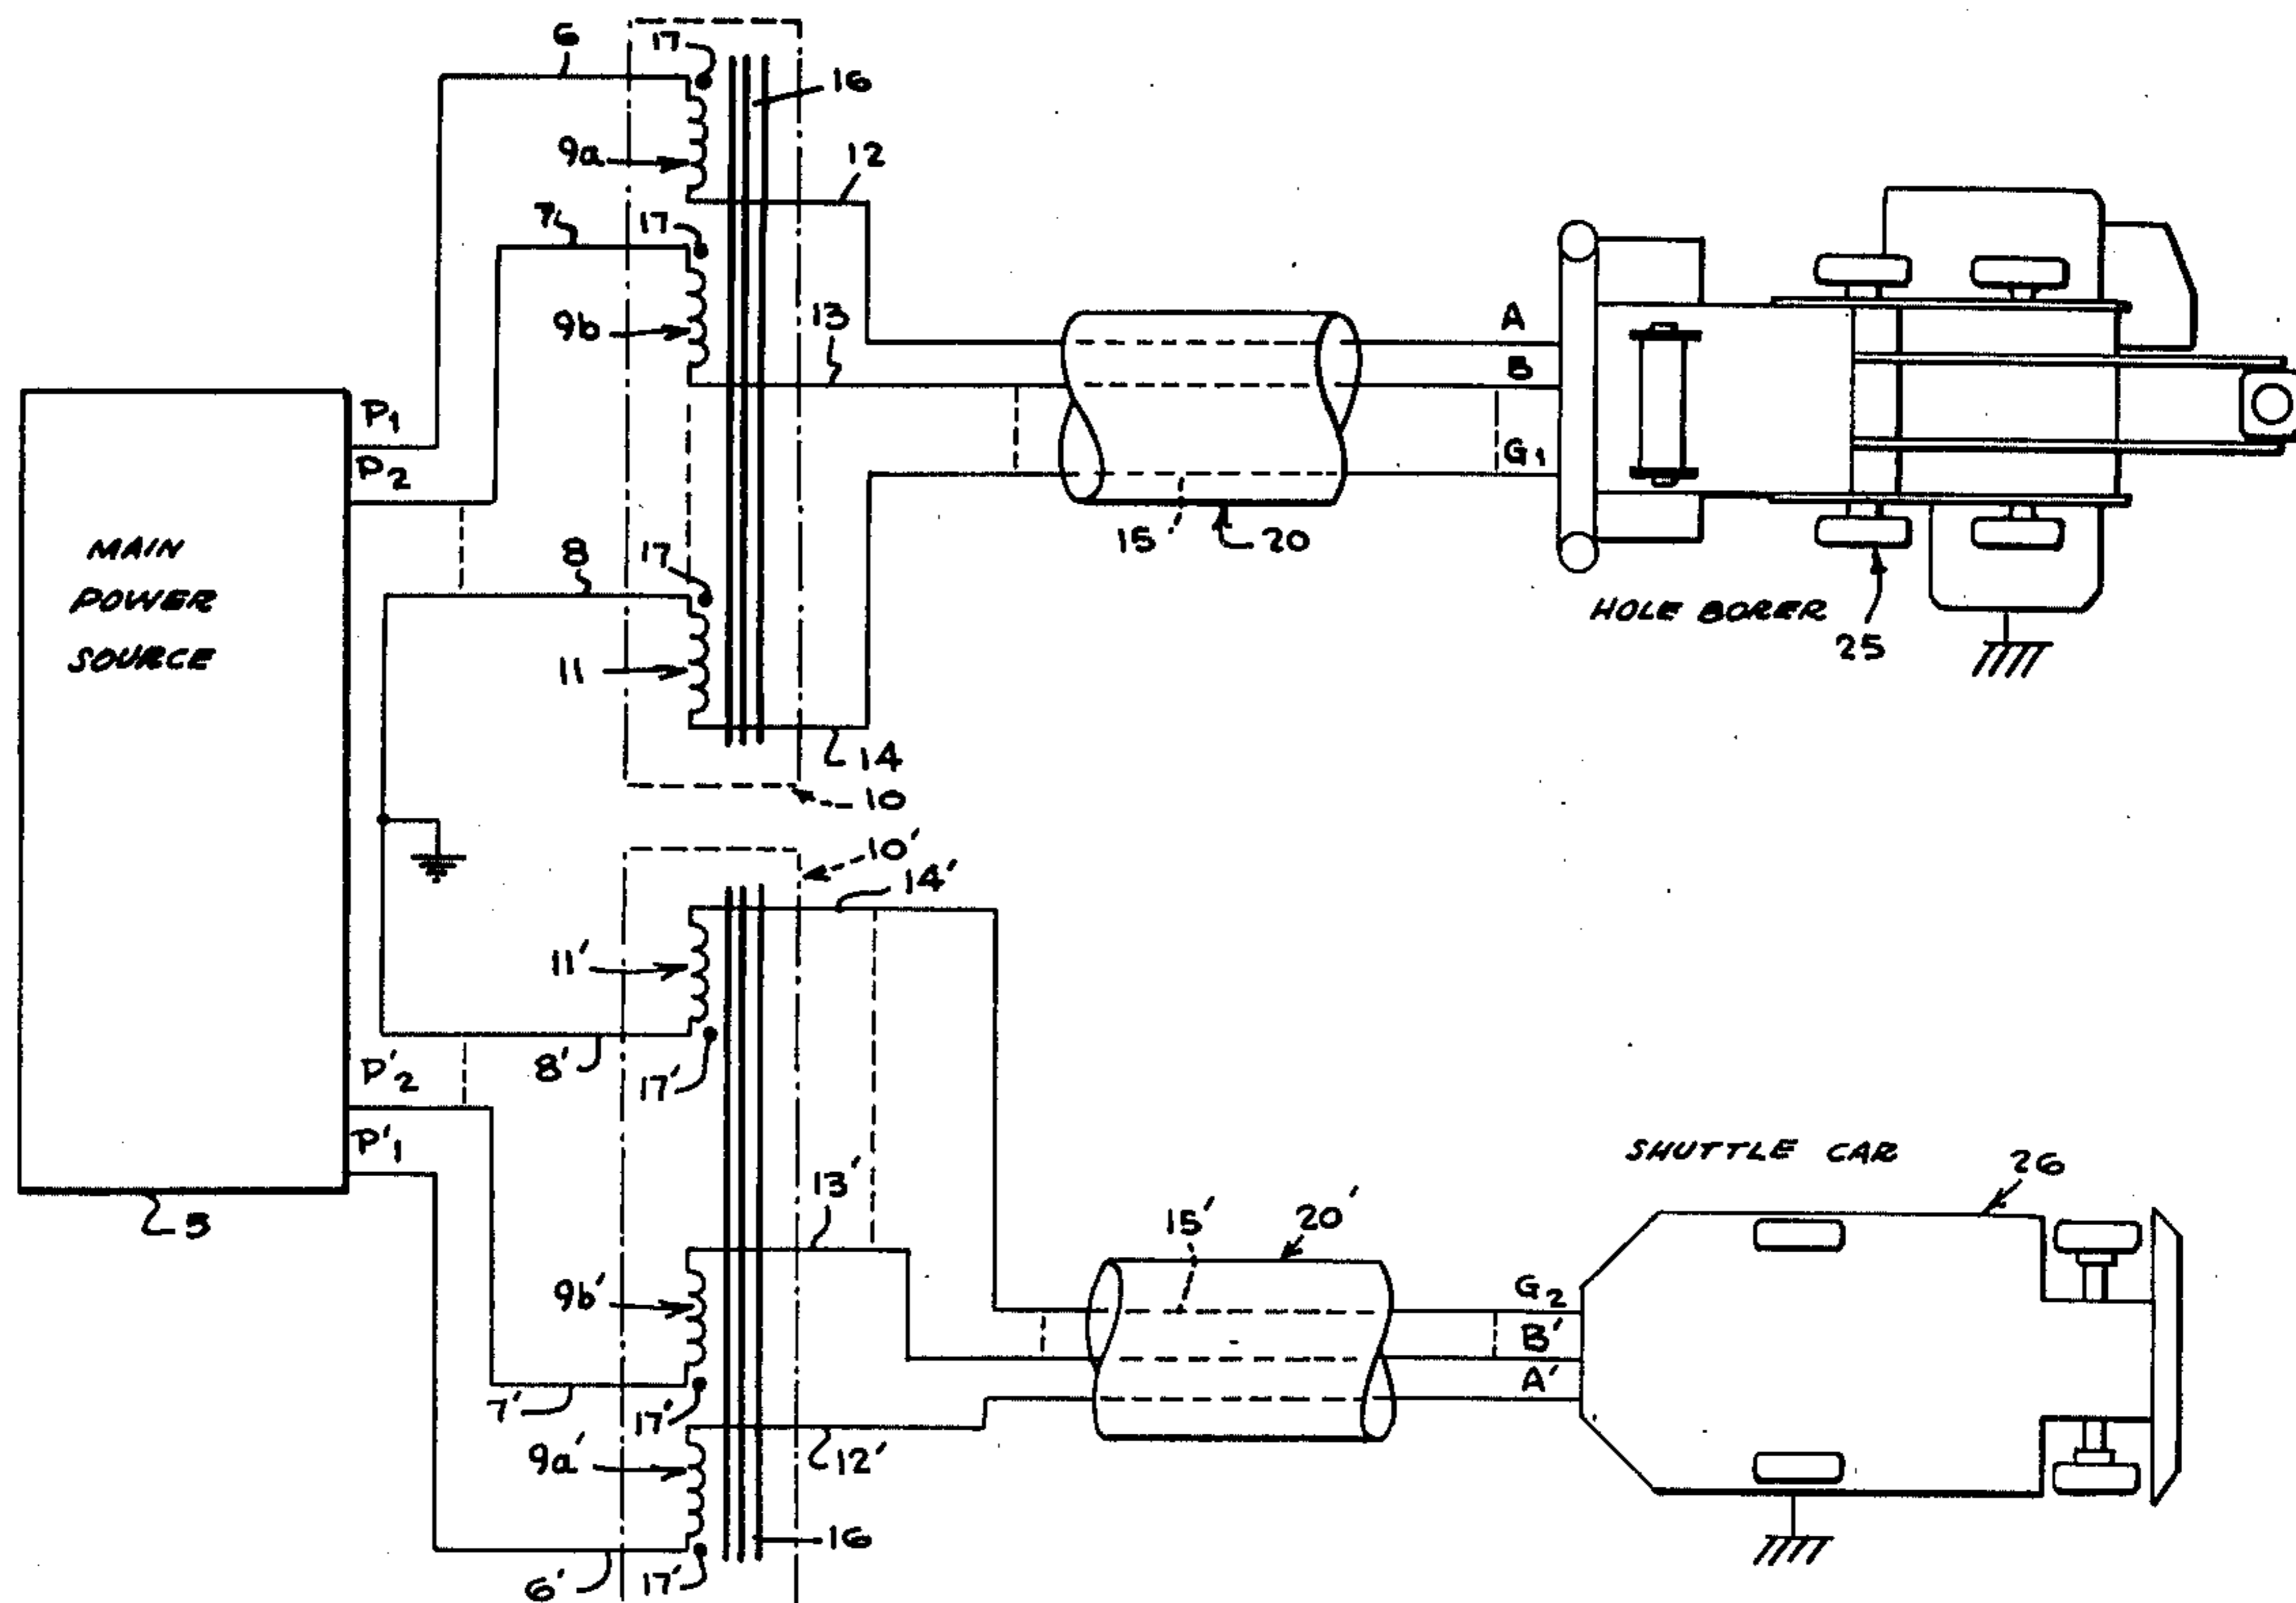 6
17
16
9a
12
7
17
9b
13
A
B
G1
P1
P2
MAIN
POWER
SOURCE
8
17
15'
20
HOLE BORER
25
11
14
10
10'
14'
11'
8'
17'
P'2
P'1
5
13'
9b'
15'
20'
SHUTTLE CAR
26
G2
B'
A'
7'
17'
9a'
12'
16
6'
17'